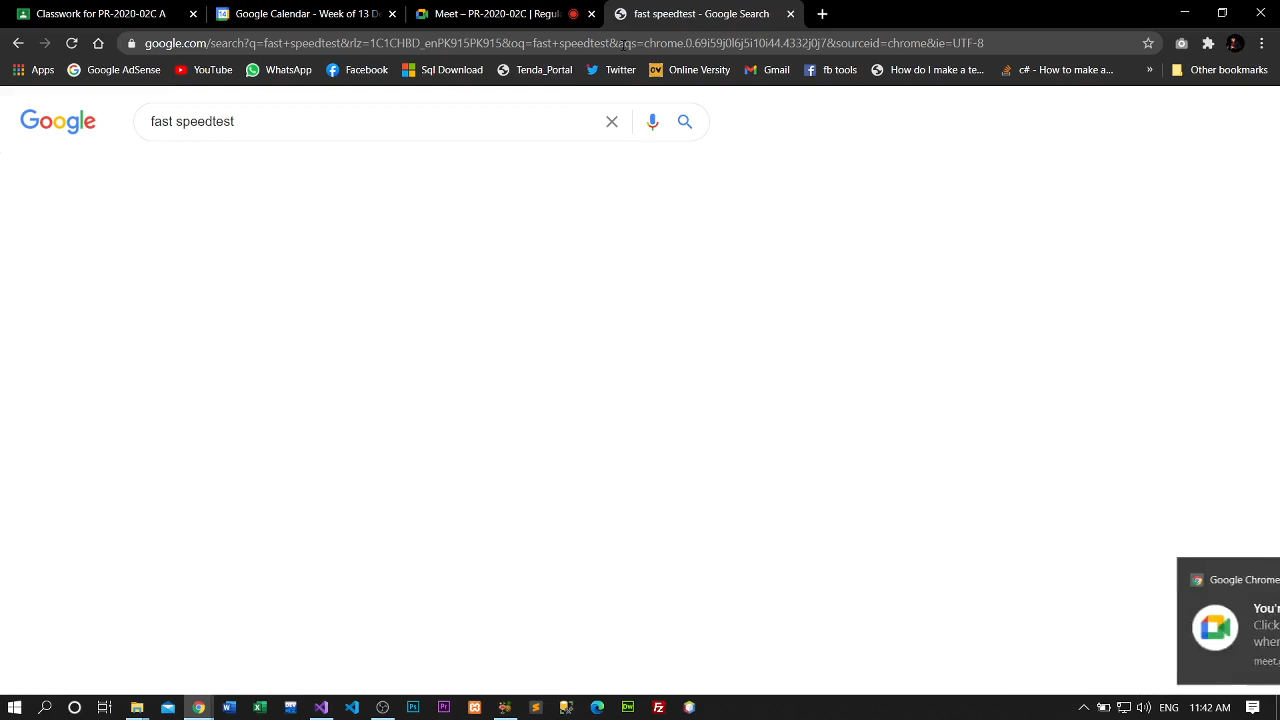 Classwork for PR-2020-02C A
Google Calendar - Week of 13 De
Meet – PR-2020-02C | Regula
fast speedtest - Google Search
google.com/search?q=fast+speedtest&rlz=1C1CHBD_enPK915PK915&oq=fast+speedtest&aqs=chrome.0.69i59j0l6j5i10i44.4332j0j7&sourceid=chrome&ie=UTF-8
Apps Google AdSense YouTube WhatsApp Facebook Sql Download Tenda_Portal Twitter Online Versity Gmail fb tools How do I make a te... c# - How to make a... » Other bookmarks
Google
fast speedtest
Google Chrome
You'r
Click
when
meet.
ENG 11:42 AM